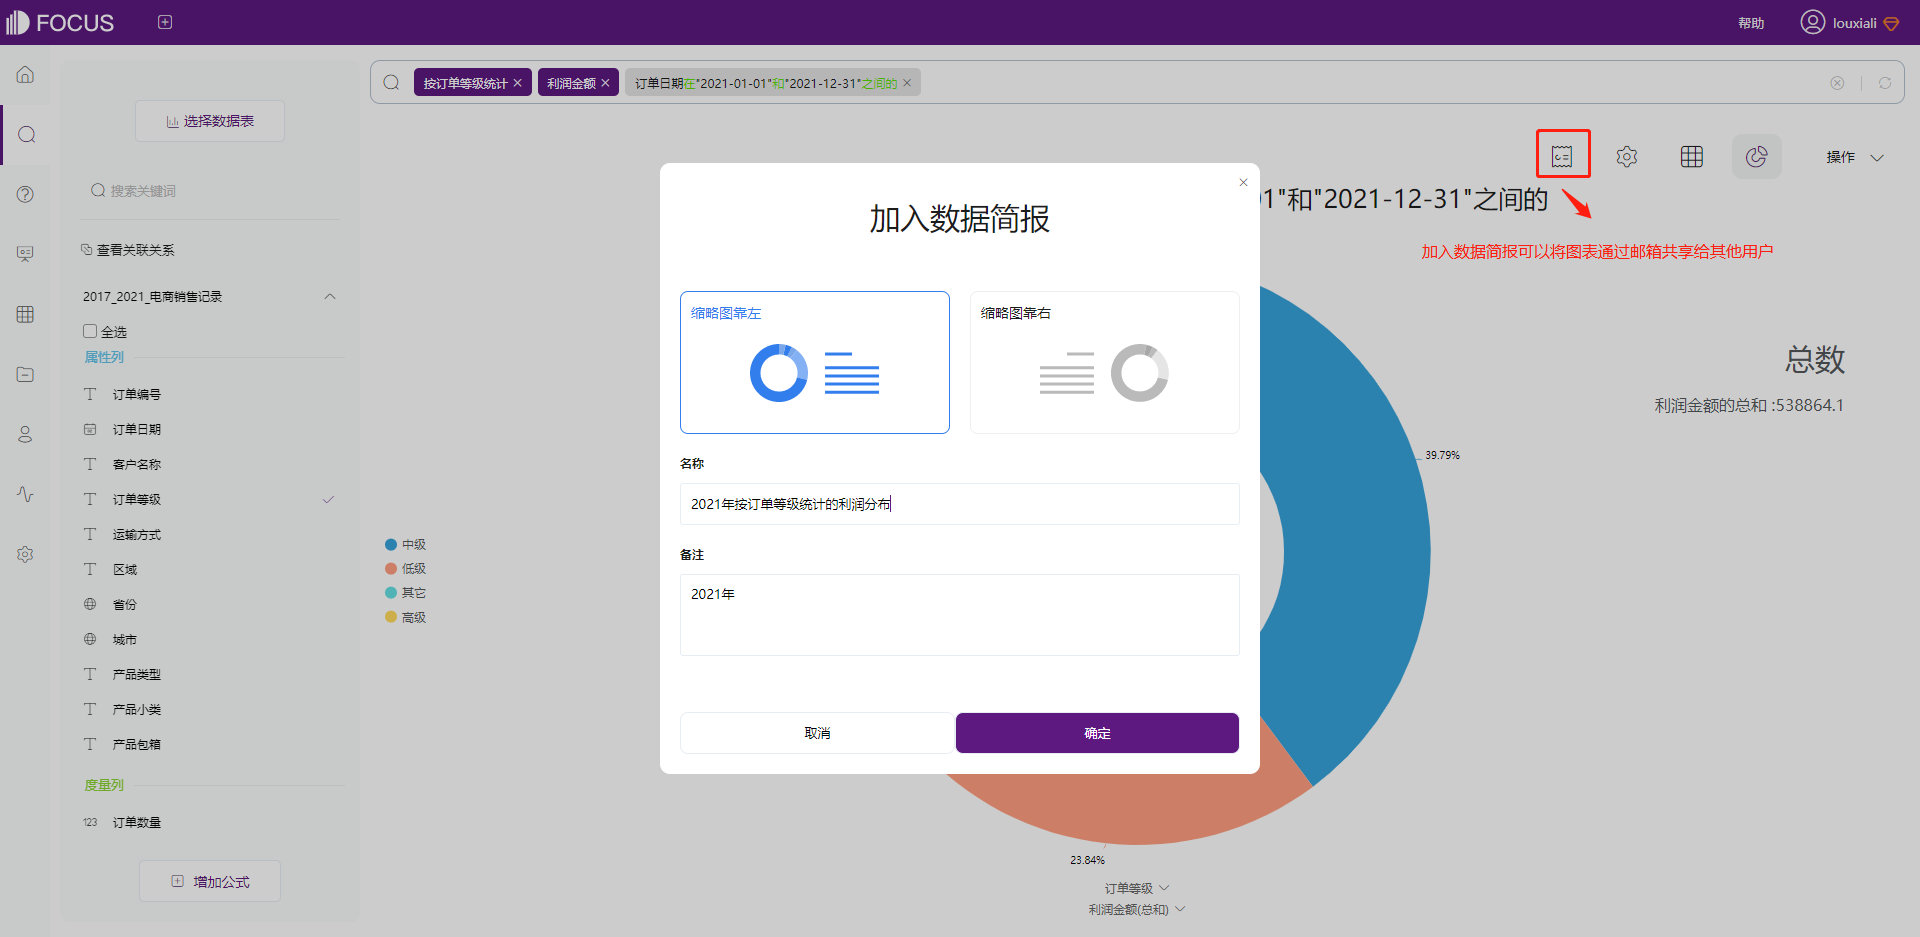 FOCUS
帮助
louxiali
按订单等级统计
利润金额
订单日期在"2021-01-01"和"2021-12-31"之间的
选择数据表
搜索关键词
查看关联关系
2017_2021_电商销售记录
全选
属性列
订单编号
订单日期
客户名称
订单等级
运输方式
区域
省份
城市
产品类型
产品小类
产品包箱
度量列
123 订单数量
增加公式
操作
1"和"2021-12-31"之间的
加入数据简报可以将图表通过邮箱共享给其他用户
总数
利润金额的总和 :538864.1
39.79%
中级
低级
其它
高级
23.84%
订单等级
利润金额(总和)
加入数据简报
缩略图靠左
缩略图靠右
名称
2021年按订单等级统计的利润分布
备注
2021年
取消
确定